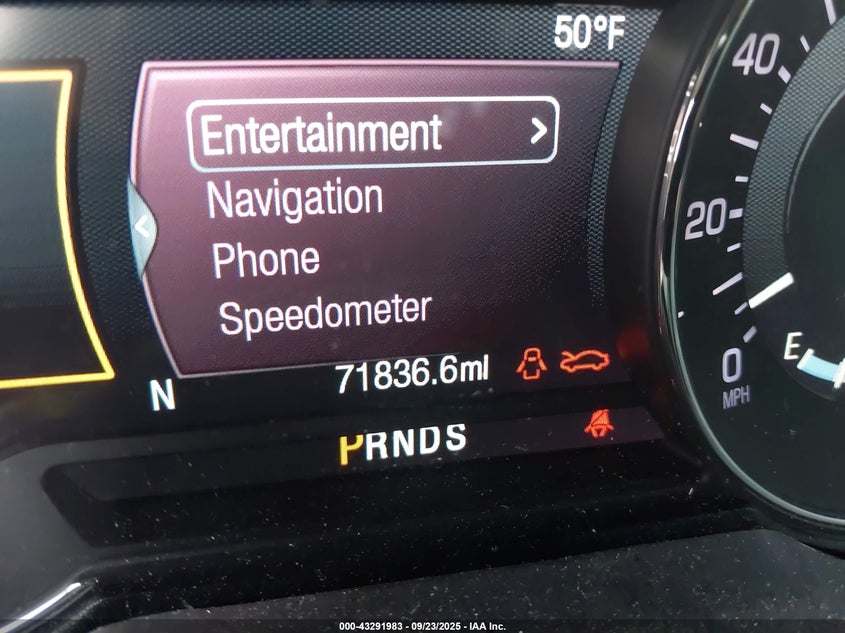 50°F
Entertainment >
Navigation
Phone
Speedometer
N 71836.6mi
PRNDS
40
20
0
MPH
E
000-43291983 - 09/23/2025 - IAA Inc.